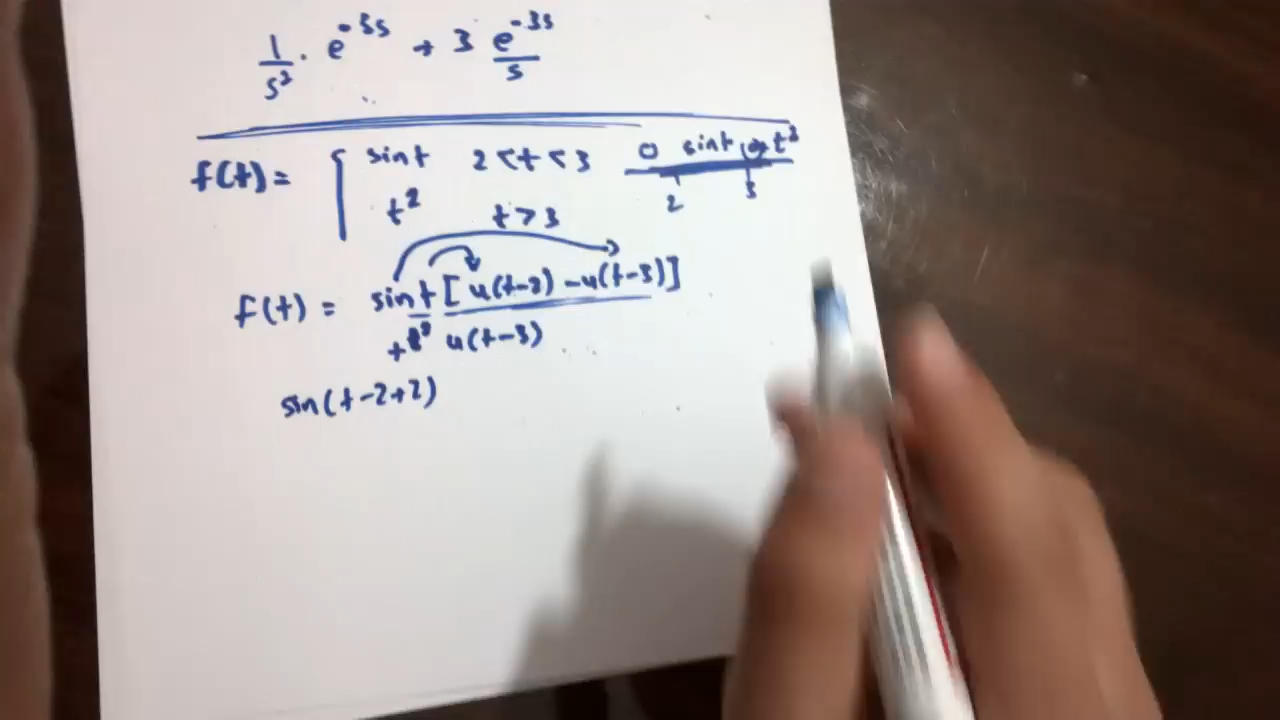 1/s² · e^-3s + 3 e^-3s/s
f(t) = { sint 2 < t < 3
t² t > 3
0 sint t²
2 3
f(t) = sint [u(t-2) - u(t-3)]
+ t² u(t-3)
sin(t-2+2)